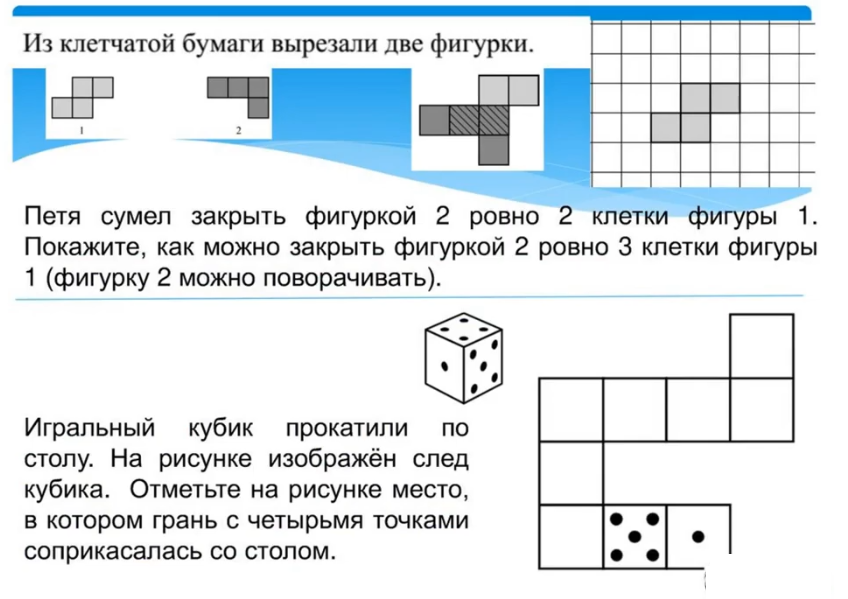 Из клетчатой бумаги вырезали две фигурки.
1
2
Петя сумел закрыть фигуркой 2 ровно 2 клетки фигуры 1.
Покажите, как можно закрыть фигуркой 2 ровно 3 клетки фигуры
1 (фигурку 2 можно поворачивать).
Игральный кубик прокатили по
столу. На рисунке изображён след
кубика. Отметьте на рисунке место,
в котором грань с четырьмя точками
соприкасалась со столом.